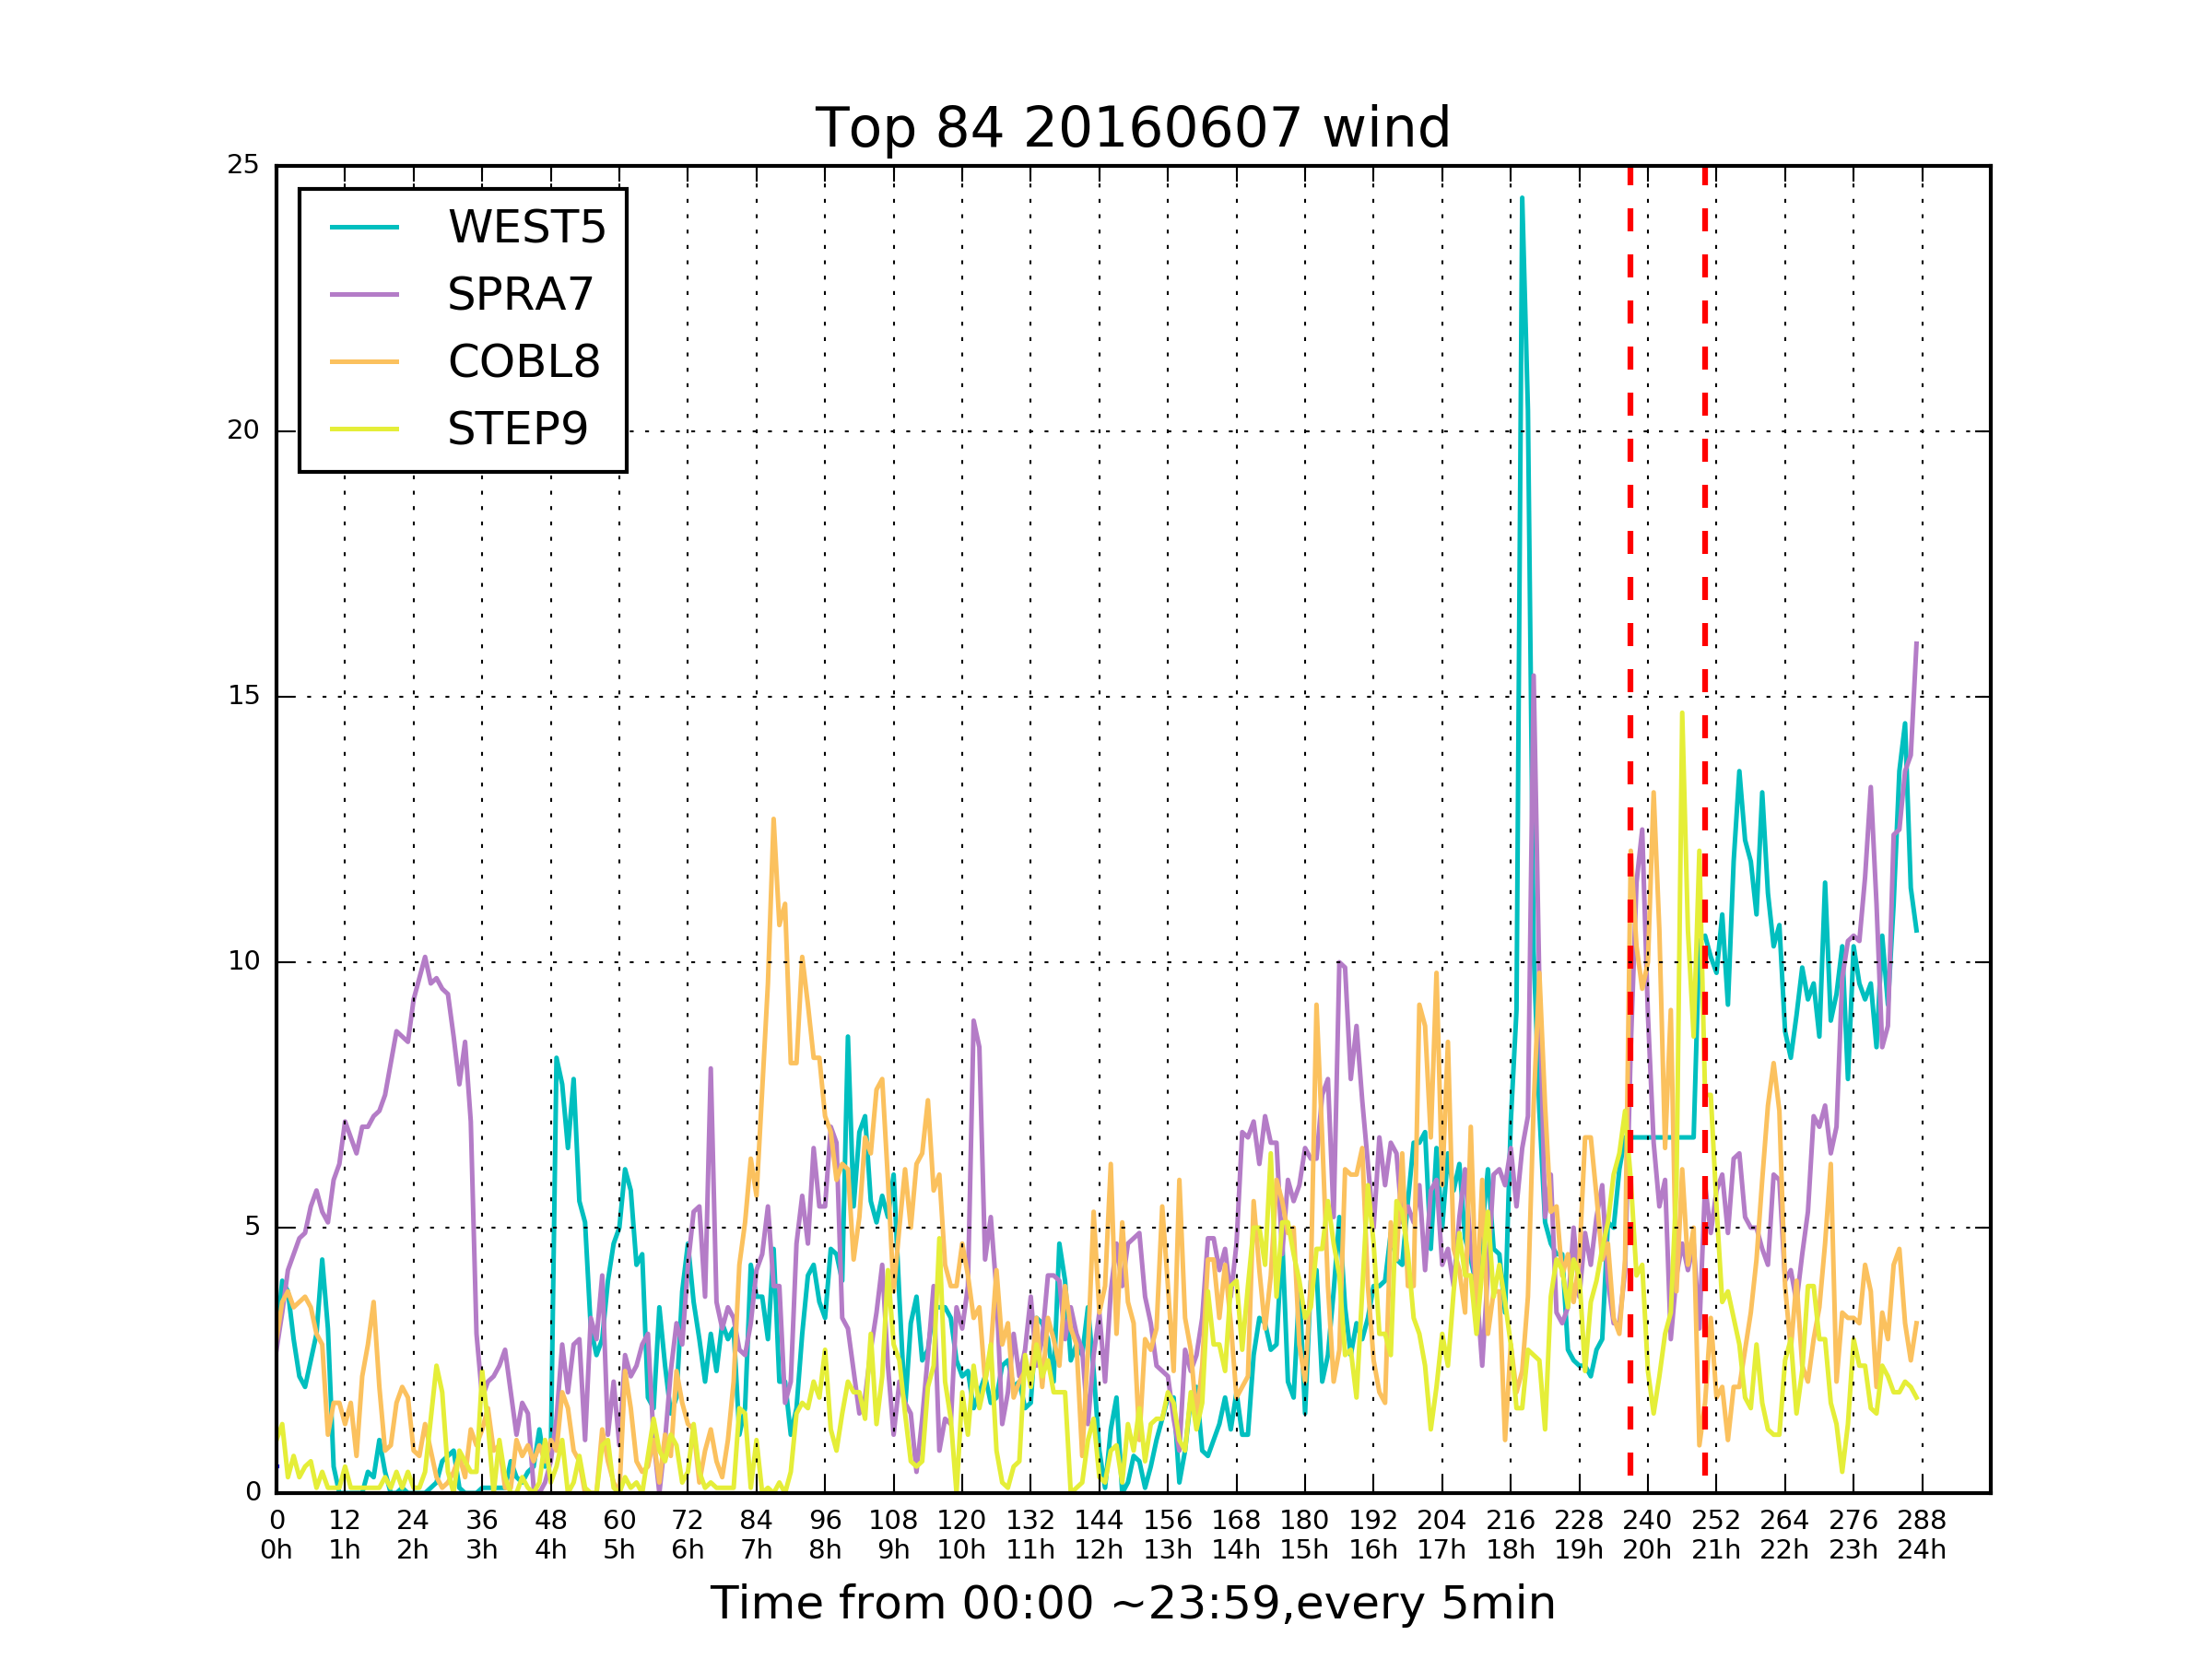 Top 84 20160607 wind
25
20
15
10
5
0
WEST5
SPRA7
COBL8
STEP9
0 12 24 36 48 60 72 84 96 108 120 132 144 156 168 180 192 204 216 228 240 252 264 276 288
0h 1h 2h 3h 4h 5h 6h 7h 8h 9h 10h 11h 12h 13h 14h 15h 16h 17h 18h 19h 20h 21h 22h 23h 24h
Time from 00:00 ~23:59,every 5min